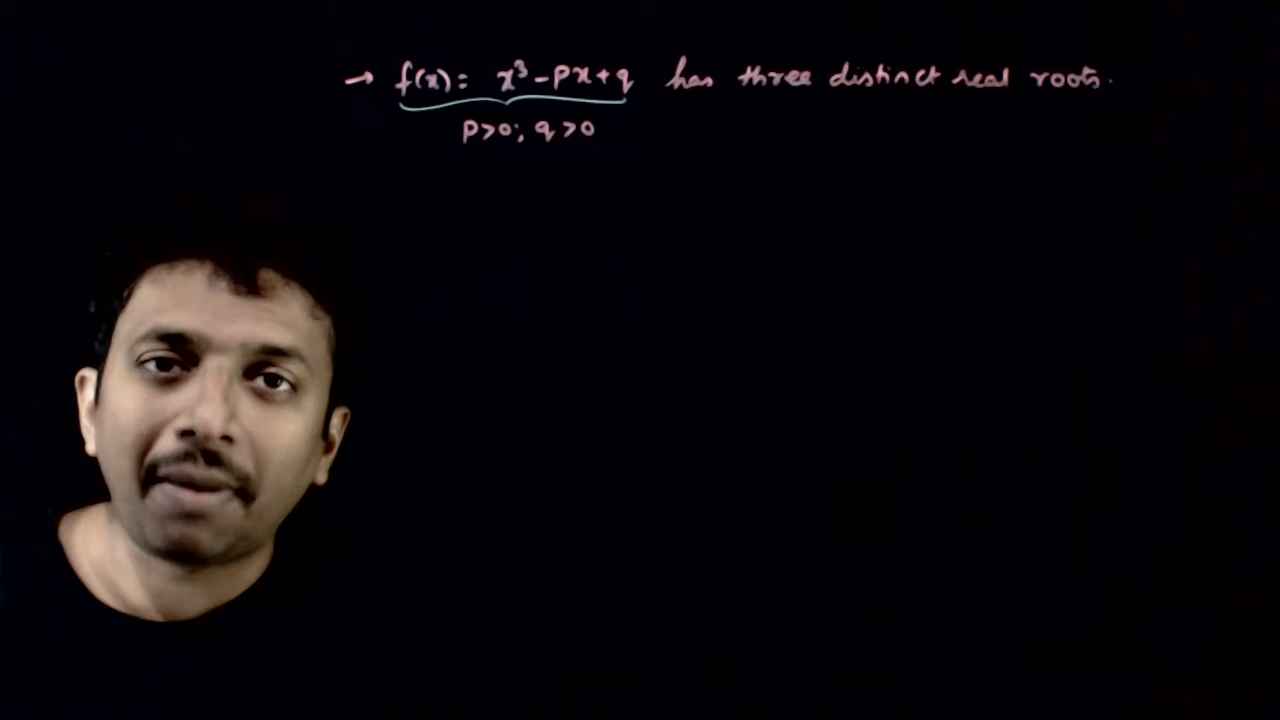 → f(x) = x³ - px + q has three distinct real roots.
p>0; q>0